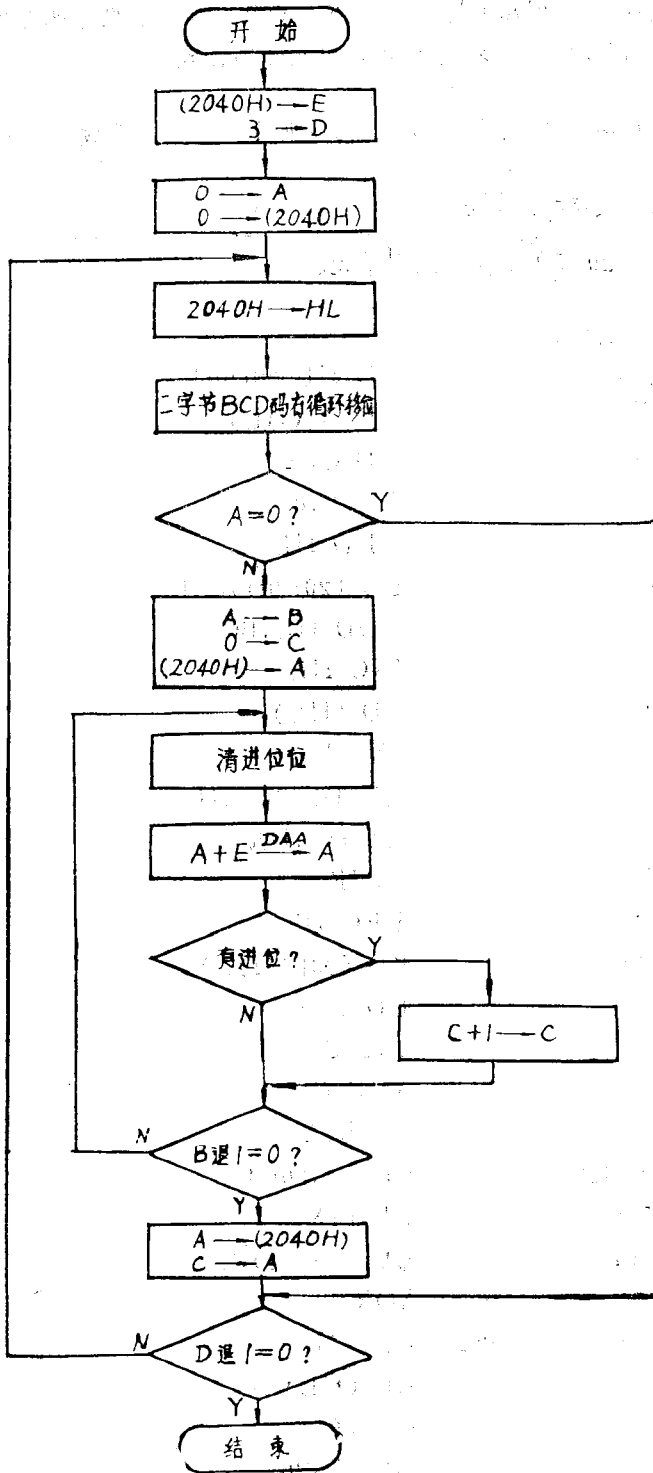 开 始
(2040H)→E
3 →D
0 → A
0 →(2040H)
2040H→HL
二字节BCD码右循环移位
A=0?
Y
N
A → B
0 → C
(2040H)→ A
清进位位
A+E DAA→ A
有进位?
Y
N
C+1→C
N
B退1=0?
Y
A →(2040H)
C → A
N
D退1=0?
Y
结 束